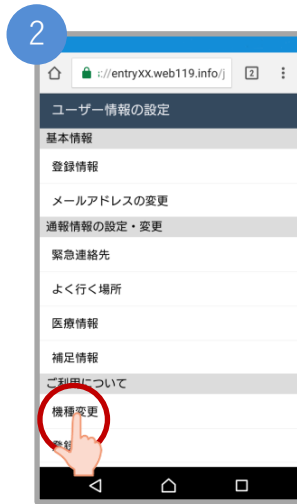 2
://entryXX.web119.info/j
2
ユーザー情報の設定
基本情報
登録情報
メールアドレスの変更
通報情報の設定・変更
緊急連絡先
よく行く場所
医療情報
補足情報
ご利用について
機種変更